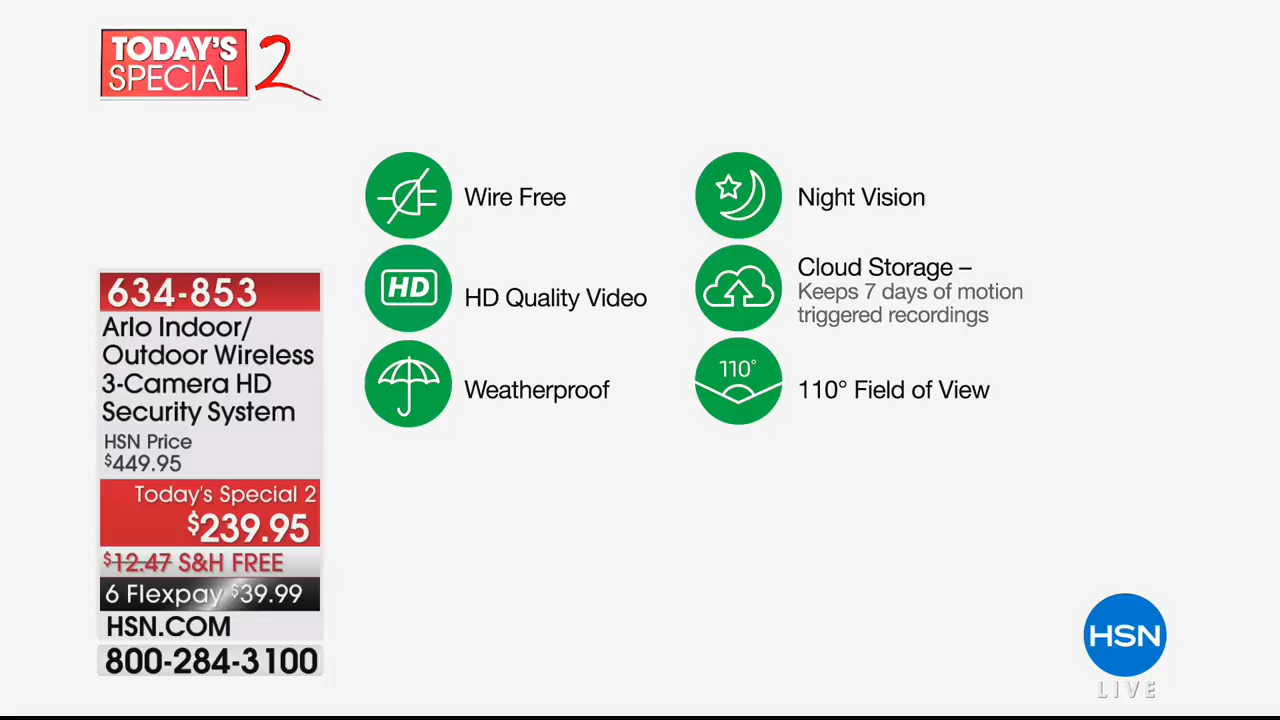 TODAY'S
SPECIAL 2
Wire Free
Night Vision
HD
HD Quality Video
Cloud Storage –
Keeps 7 days of motion
triggered recordings
Weatherproof
110°
110° Field of View
634-853
Arlo Indoor/
Outdoor Wireless
3-Camera HD
Security System
HSN Price
$449.95
Today's Special 2
$239.95
$12.47 S&H FREE
6 Flexpay $39.99
HSN.COM
800-284-3100
HSN
LIVE